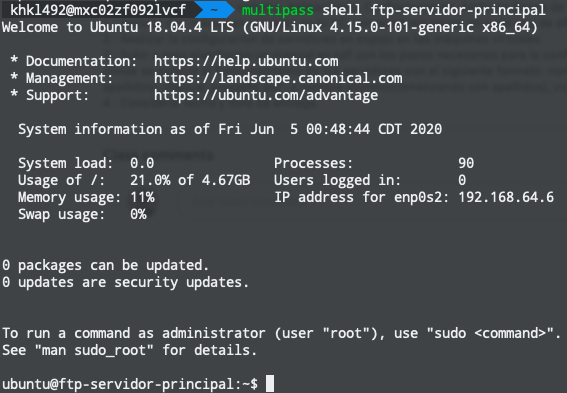 khkl492@mxc02zf092lvcf ~ multipass shell ftp-servidor-principal
Welcome to Ubuntu 18.04.4 LTS (GNU/Linux 4.15.0-101-generic x86_64)
* Documentation: https://help.ubuntu.com
* Management: https://landscape.canonical.com
* Support: https://ubuntu.com/advantage
System information as of Fri Jun 5 00:48:44 CDT 2020
System load: 0.0 Processes: 90
Usage of /: 21.0% of 4.67GB Users logged in: 0
Memory usage: 11% IP address for enp0s2: 192.168.64.6
Swap usage: 0%
0 packages can be updated.
0 updates are security updates.
To run a command as administrator (user "root"), use "sudo <command>".
See "man sudo_root" for details.
ubuntu@ftp-servidor-principal:~$